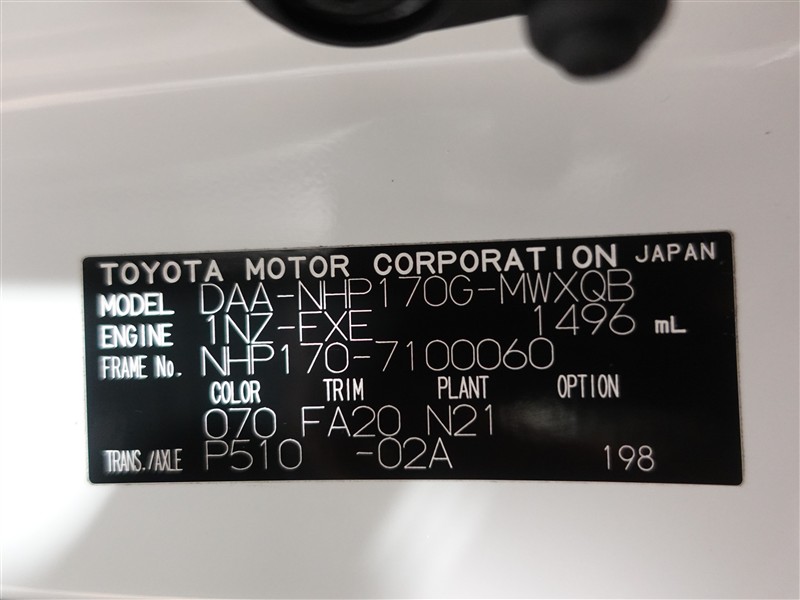 TOYOTA MOTOR CORPORATION JAPAN
MODEL DAA-NHP170G-MWXQB
ENGINE 1NZ-EXE 1496 mL
FRAME No. NHP170-7100060
COLOR TRIM PLANT OPTION
070 FA20 N21
TRANS./AXLE P510 -02A 198